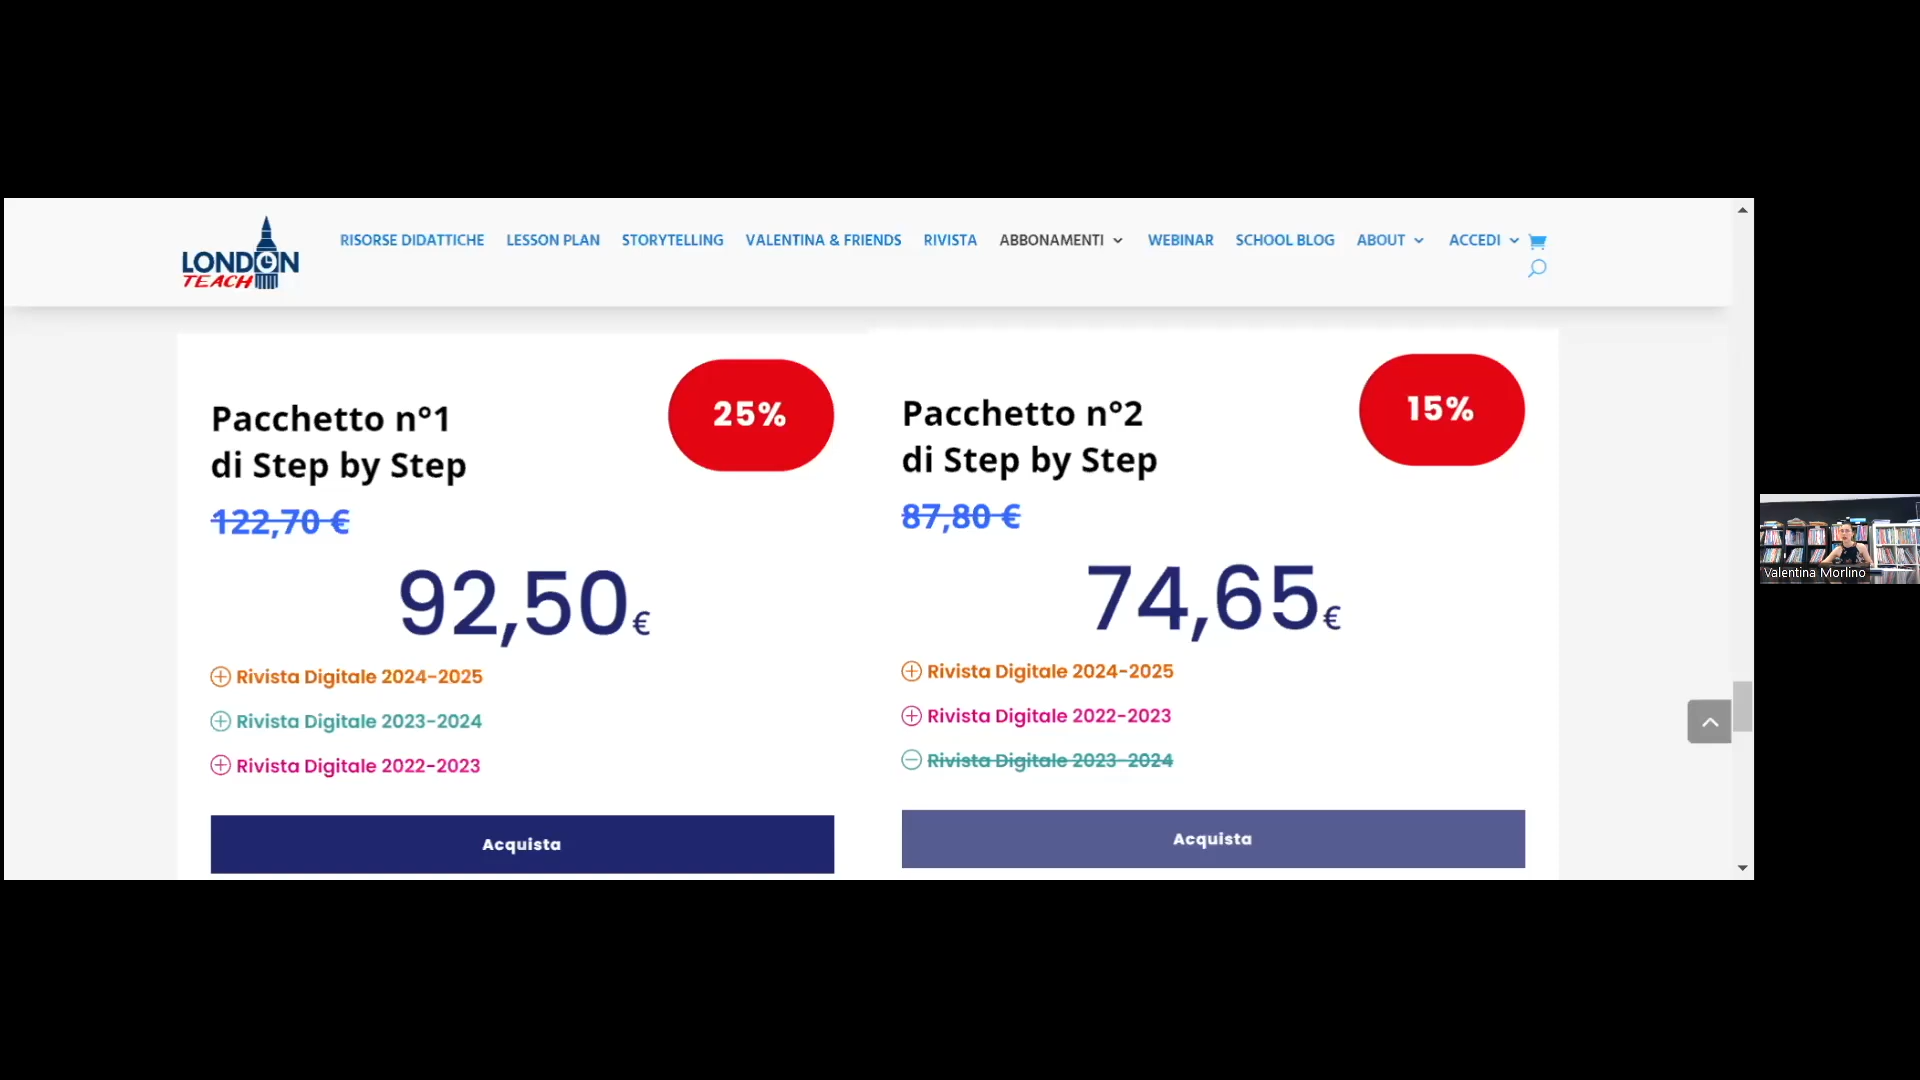 LONDON
TEACH
RISORSE DIDATTICHE LESSON PLAN STORYTELLING VALENTINA & FRIENDS RIVISTA ABBONAMENTI WEBINAR SCHOOL BLOG ABOUT ACCEDI
Pacchetto n°1
di Step by Step
25%
122,70 €
92,50€
Rivista Digitale 2024-2025
Rivista Digitale 2023-2024
Rivista Digitale 2022-2023
Acquista
Pacchetto n°2
di Step by Step
15%
87,80 €
74,65€
Rivista Digitale 2024-2025
Rivista Digitale 2022-2023
Rivista Digitale 2023-2024
Acquista
Valentina Morlino